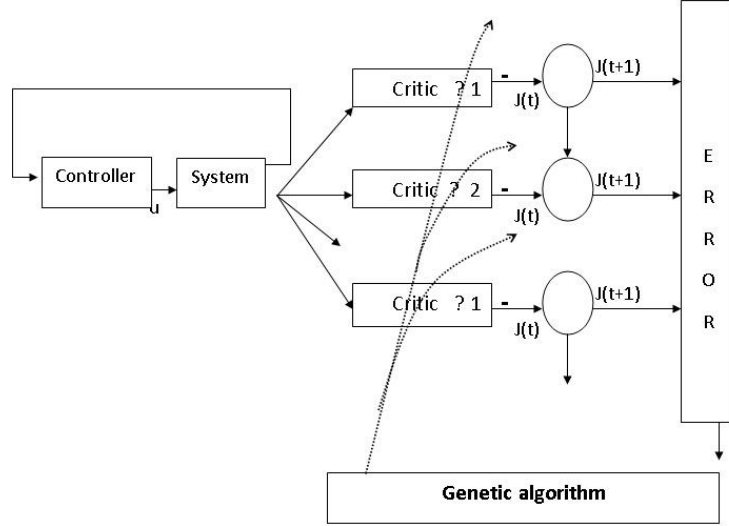 Critic ? 1
-
J(t)
J(t+1)
Controller
u
System
Critic ? 2
-
J(t)
J(t+1)
Critic ? 1
-
J(t)
J(t+1)
E
R
R
O
R
Genetic algorithm